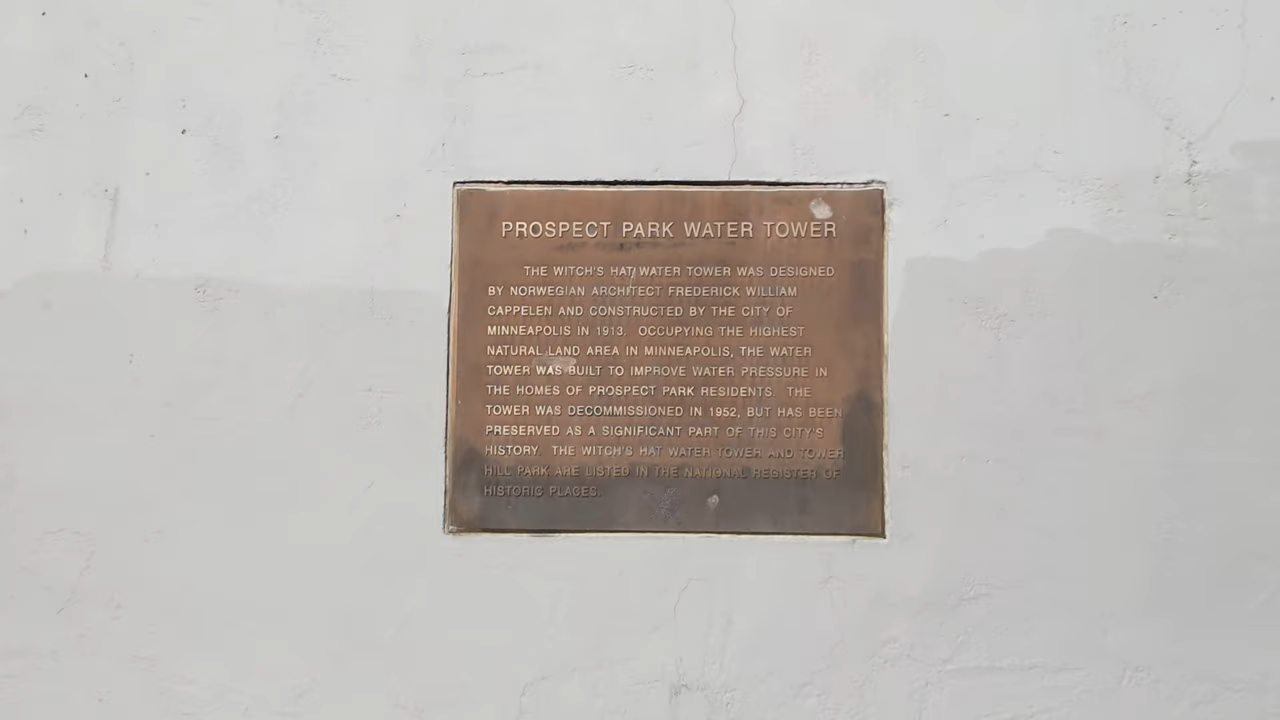 PROSPECT PARK WATER TOWER
THE WITCH'S HAT WATER TOWER WAS DESIGNED
BY NORWEGIAN ARCHITECT FREDERICK WILLIAM
CAPPELEN AND CONSTRUCTED BY THE CITY OF
MINNEAPOLIS IN 1913. OCCUPYING THE HIGHEST
NATURAL LAND AREA IN MINNEAPOLIS, THE WATER
TOWER WAS BUILT TO IMPROVE WATER PRESSURE IN
THE HOMES OF PROSPECT PARK RESIDENTS. THE
TOWER WAS DECOMMISSIONED IN 1952, BUT HAS BEEN
PRESERVED AS A SIGNIFICANT PART OF THIS CITY'S
HISTORY. THE WITCH'S HAT WATER TOWER AND TOWER
HILL PARK ARE LISTED IN THE NATIONAL REGISTER OF
HISTORIC PLACES.